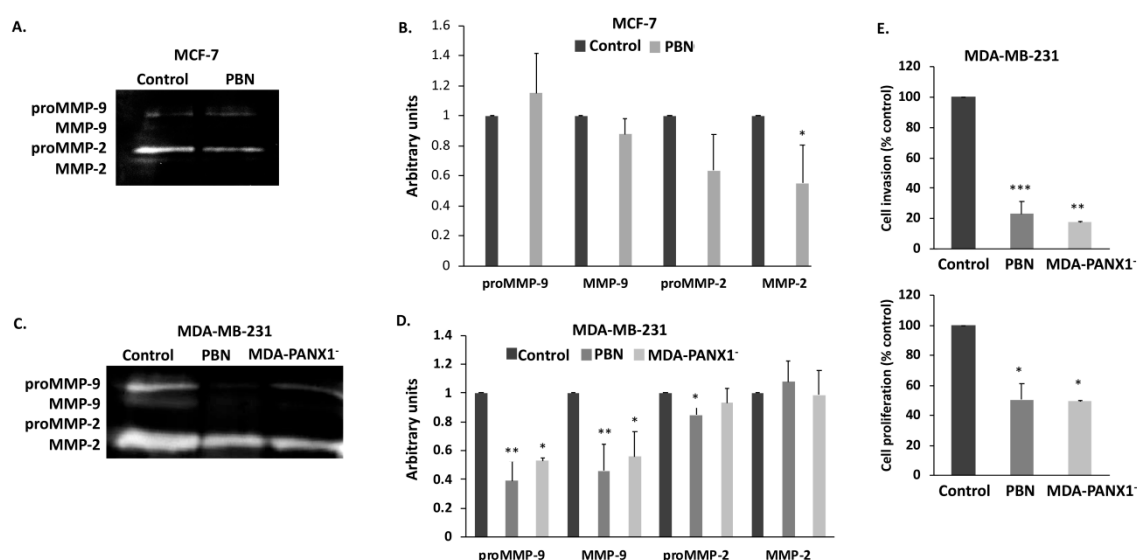 A.
MCF-7
Control PBN
proMMP-9
MMP-9
proMMP-2
MMP-2
B.
MCF-7
Control PBN
Arbitrary units
1.6
1.4
1.2
1
0.8
0.6
0.4
0.2
0
*
proMMP-9 MMP-9 proMMP-2 MMP-2
C.
MDA-MB-231
Control PBN MDA-PANX1-
proMMP-9
MMP-9
proMMP-2
MMP-2
D.
MDA-MB-231
Control PBN MDA-PANX1-
Arbitrary units
1.4
1.2
1
0.8
0.6
0.4
0.2
0
** * ** * *
proMMP-9 MMP-9 proMMP-2 MMP-2
E.
MDA-MB-231
Cell invasion (% control)
120
100
80
60
40
20
0
*** **
Control PBN MDA-PANX1-
Cell proliferation (% control)
120
100
80
60
40
20
0
* *
Control PBN MDA-PANX1-